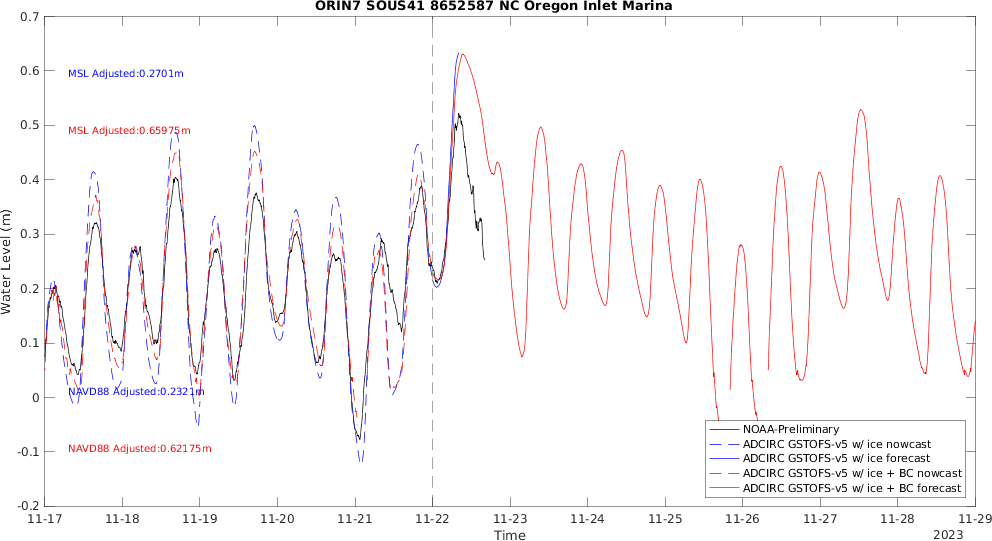 ORIN7 SOUS41 8652587 NC Oregon Inlet Marina
0.7
0.6
0.5
0.4
0.3
0.2
0.1
0
-0.1
-0.2
Water Level (m)
MSL Adjusted:0.2701m
MSL Adjusted:0.65975m
NAVD88 Adjusted:0.2321m
NAVD88 Adjusted:0.62175m
NOAA-Preliminary
ADCIRC GSTOFS-v5 w/ ice nowcast
ADCIRC GSTOFS-v5 w/ ice forecast
ADCIRC GSTOFS-v5 w/ ice + BC nowcast
ADCIRC GSTOFS-v5 w/ ice + BC forecast
11-17 11-18 11-19 11-20 11-21 11-22 11-23 11-24 11-25 11-26 11-27 11-28 11-29
Time
2023